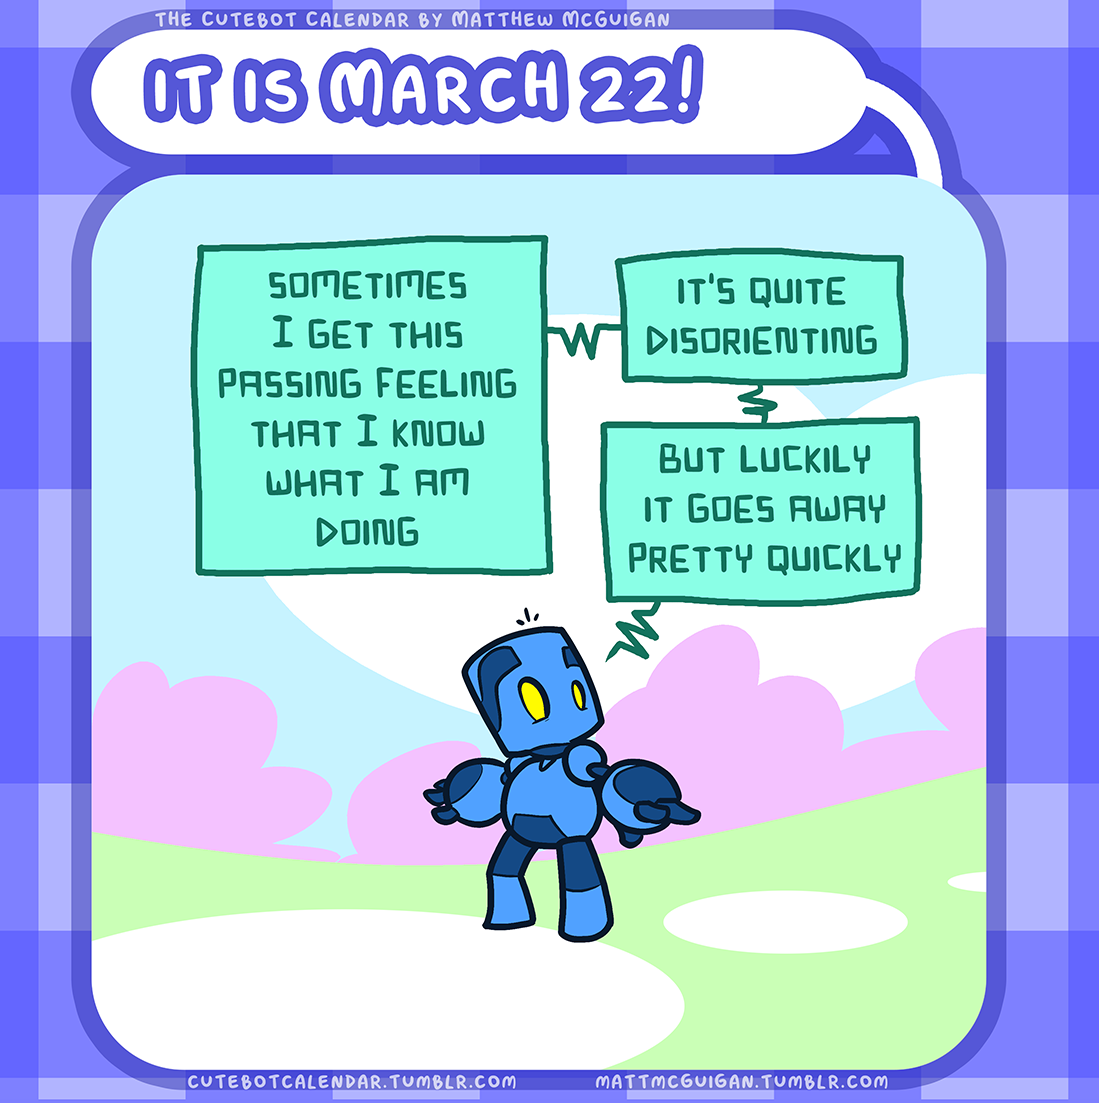 THE CUTEBOT CALENDAR BY MATTHEW MCGUIGAN
IT IS MARCH 22!
SOMETIMES
I GET THIS
PASSING FEELING
THAT I KNOW
WHAT I AM
DOING
IT'S QUITE
DISORIENTING
BUT LUCKILY
IT GOES AWAY
PRETTY QUICKLY
CUTEBOTCALENDAR.TUMBLR.COM
MATTMCGUIGAN.TUMBLR.COM